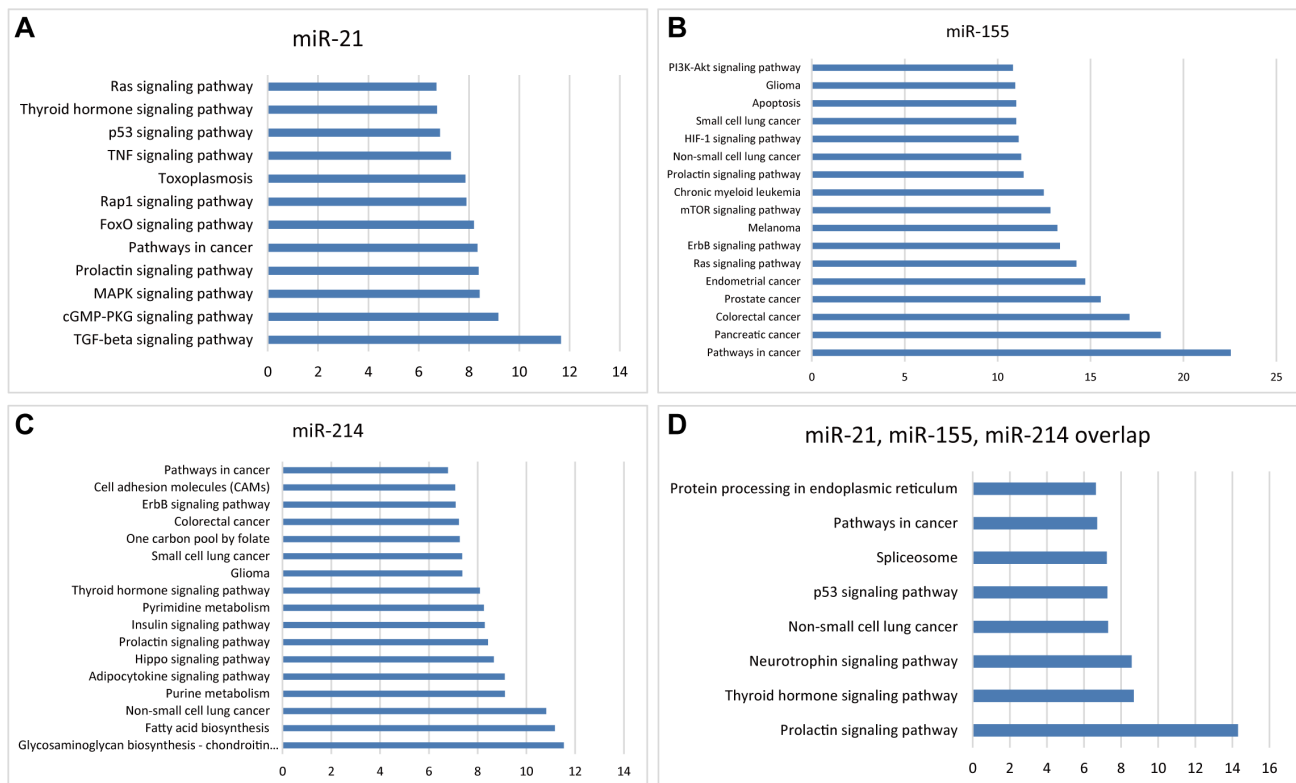 A
miR-21
Ras signaling pathway
Thyroid hormone signaling pathway
p53 signaling pathway
TNF signaling pathway
Toxoplasmosis
Rap1 signaling pathway
FoxO signaling pathway
Pathways in cancer
Prolactin signaling pathway
MAPK signaling pathway
cGMP-PKG signaling pathway
TGF-beta signaling pathway
0 2 4 6 8 10 12 14
B
miR-155
PI3K-Akt signaling pathway
Glioma
Apoptosis
Small cell lung cancer
HIF-1 signaling pathway
Non-small cell lung cancer
Prolactin signaling pathway
Chronic myeloid leukemia
mTOR signaling pathway
Melanoma
ErbB signaling pathway
Ras signaling pathway
Endometrial cancer
Prostate cancer
Colorectal cancer
Pancreatic cancer
Pathways in cancer
0 5 10 15 20 25
C
miR-214
Pathways in cancer
Cell adhesion molecules (CAMs)
ErbB signaling pathway
Colorectal cancer
One carbon pool by folate
Small cell lung cancer
Glioma
Thyroid hormone signaling pathway
Pyrimidine metabolism
Insulin signaling pathway
Prolactin signaling pathway
Hippo signaling pathway
Adipocytokine signaling pathway
Purine metabolism
Non-small cell lung cancer
Fatty acid biosynthesis
Glycosaminoglycan biosynthesis - chondroitin...
0 2 4 6 8 10 12 14
D
miR-21, miR-155, miR-214 overlap
Protein processing in endoplasmic reticulum
Pathways in cancer
Spliceosome
p53 signaling pathway
Non-small cell lung cancer
Neurotrophin signaling pathway
Thyroid hormone signaling pathway
Prolactin signaling pathway
0 2 4 6 8 10 12 14 16